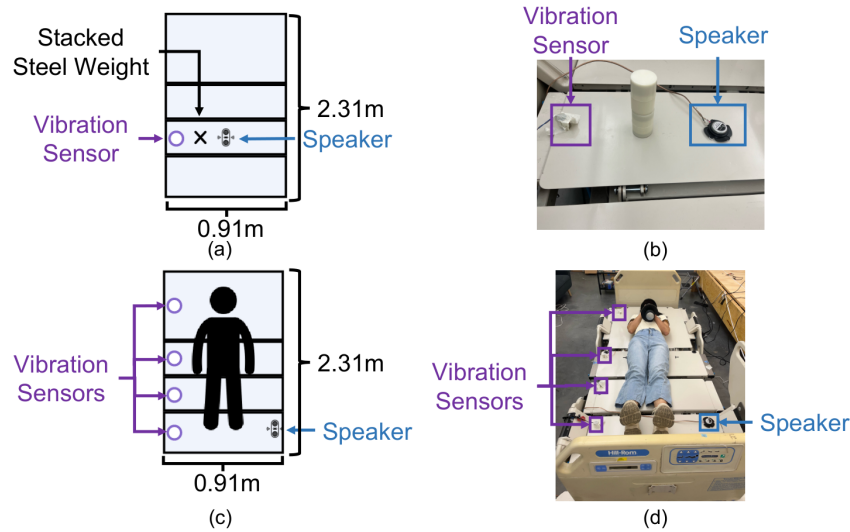 Stacked
Steel Weight
Vibration
Sensor
Speaker
2.31m
0.91m
(a)
Vibration
Sensor
Speaker
(b)
Vibration
Sensors
2.31m
Speaker
0.91m
(c)
Vibration
Sensors
Speaker
Hill-Rom
(d)